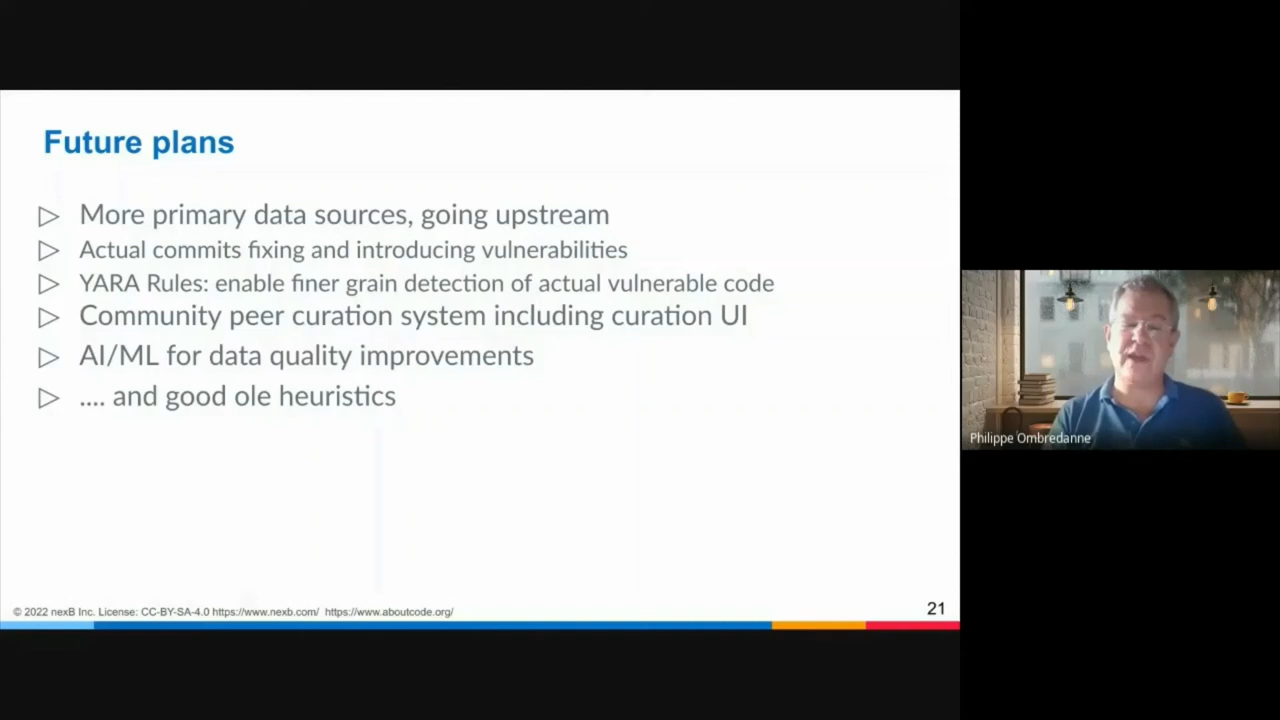 Future plans
More primary data sources, going upstream
Actual commits fixing and introducing vulnerabilities
YARA Rules: enable finer grain detection of actual vulnerable code
Community peer curation system including curation UI
AI/ML for data quality improvements
.... and good ole heuristics
Philippe Ombredanne
© 2022 nexB Inc. License: CC-BY-SA-4.0 https://www.nexb.com/ https://www.aboutcode.org/
21